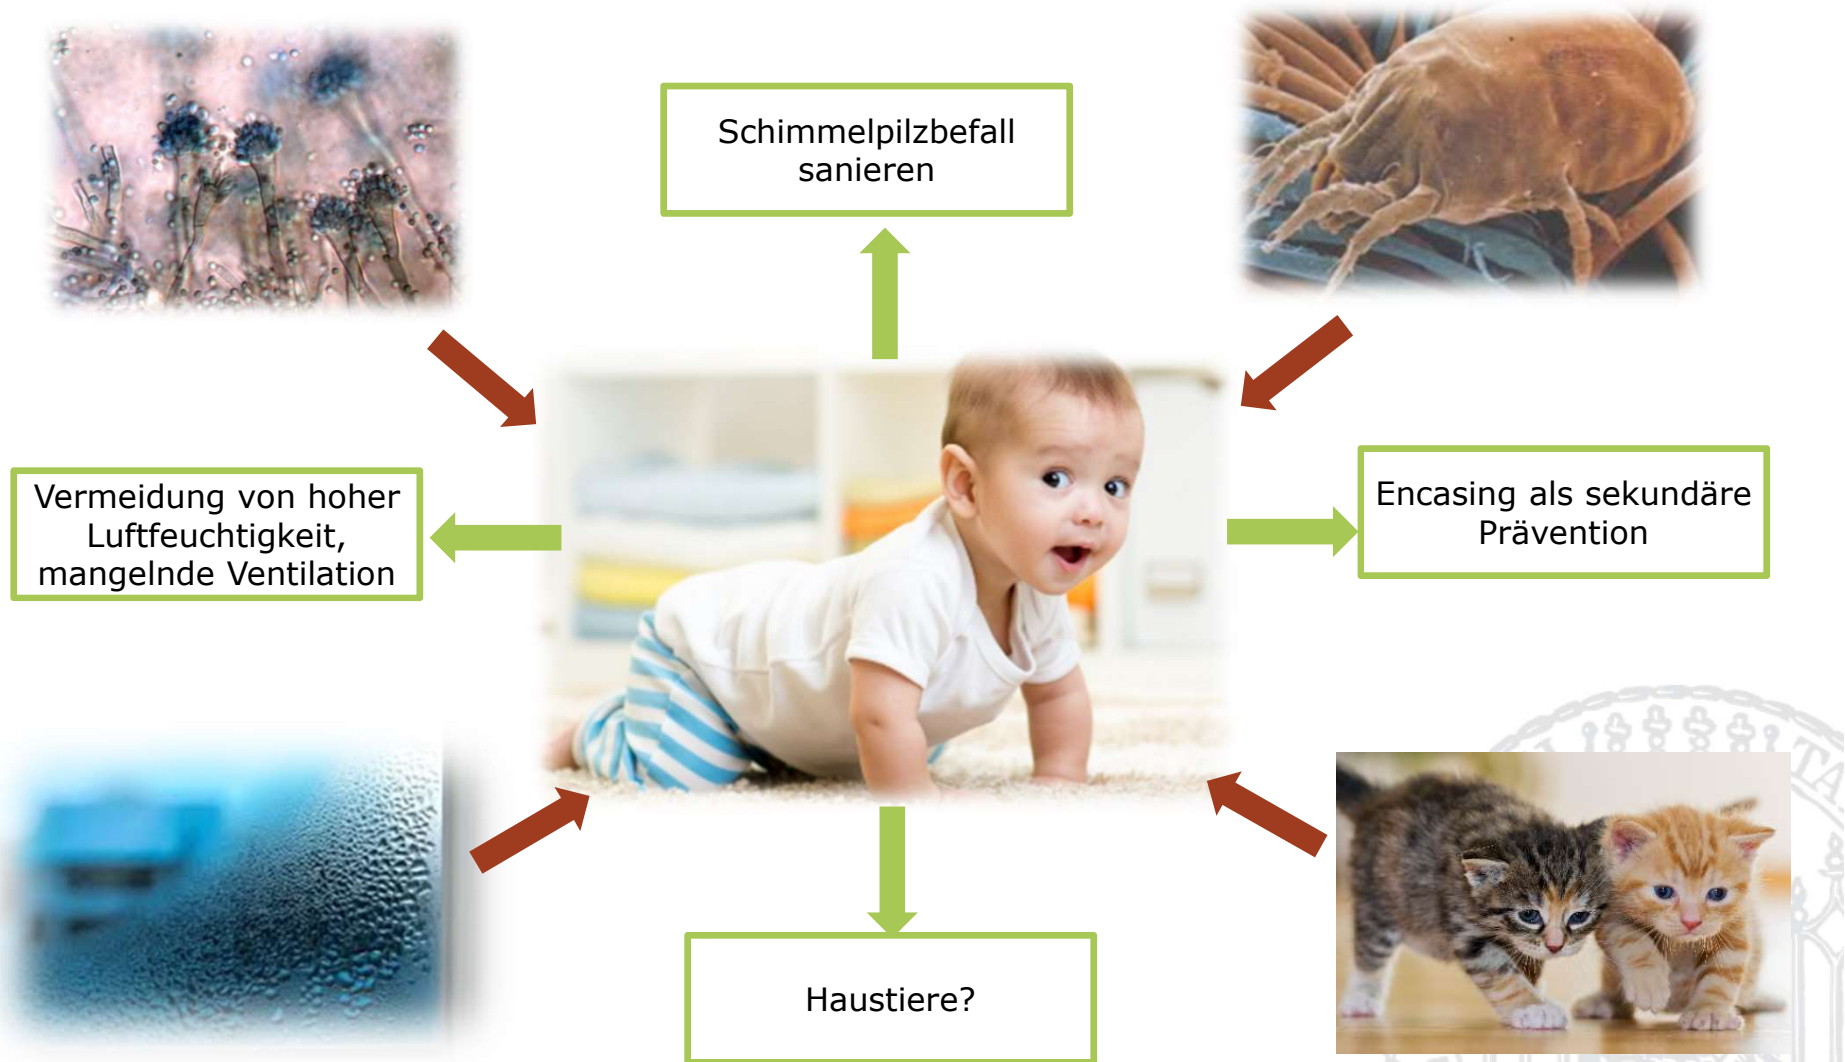 Schimmelpilzbefall
sanieren
Vermeidung von hoher
Luftfeuchtigkeit,
mangelnde Ventilation
Encasing als sekundäre
Prävention
Haustiere?